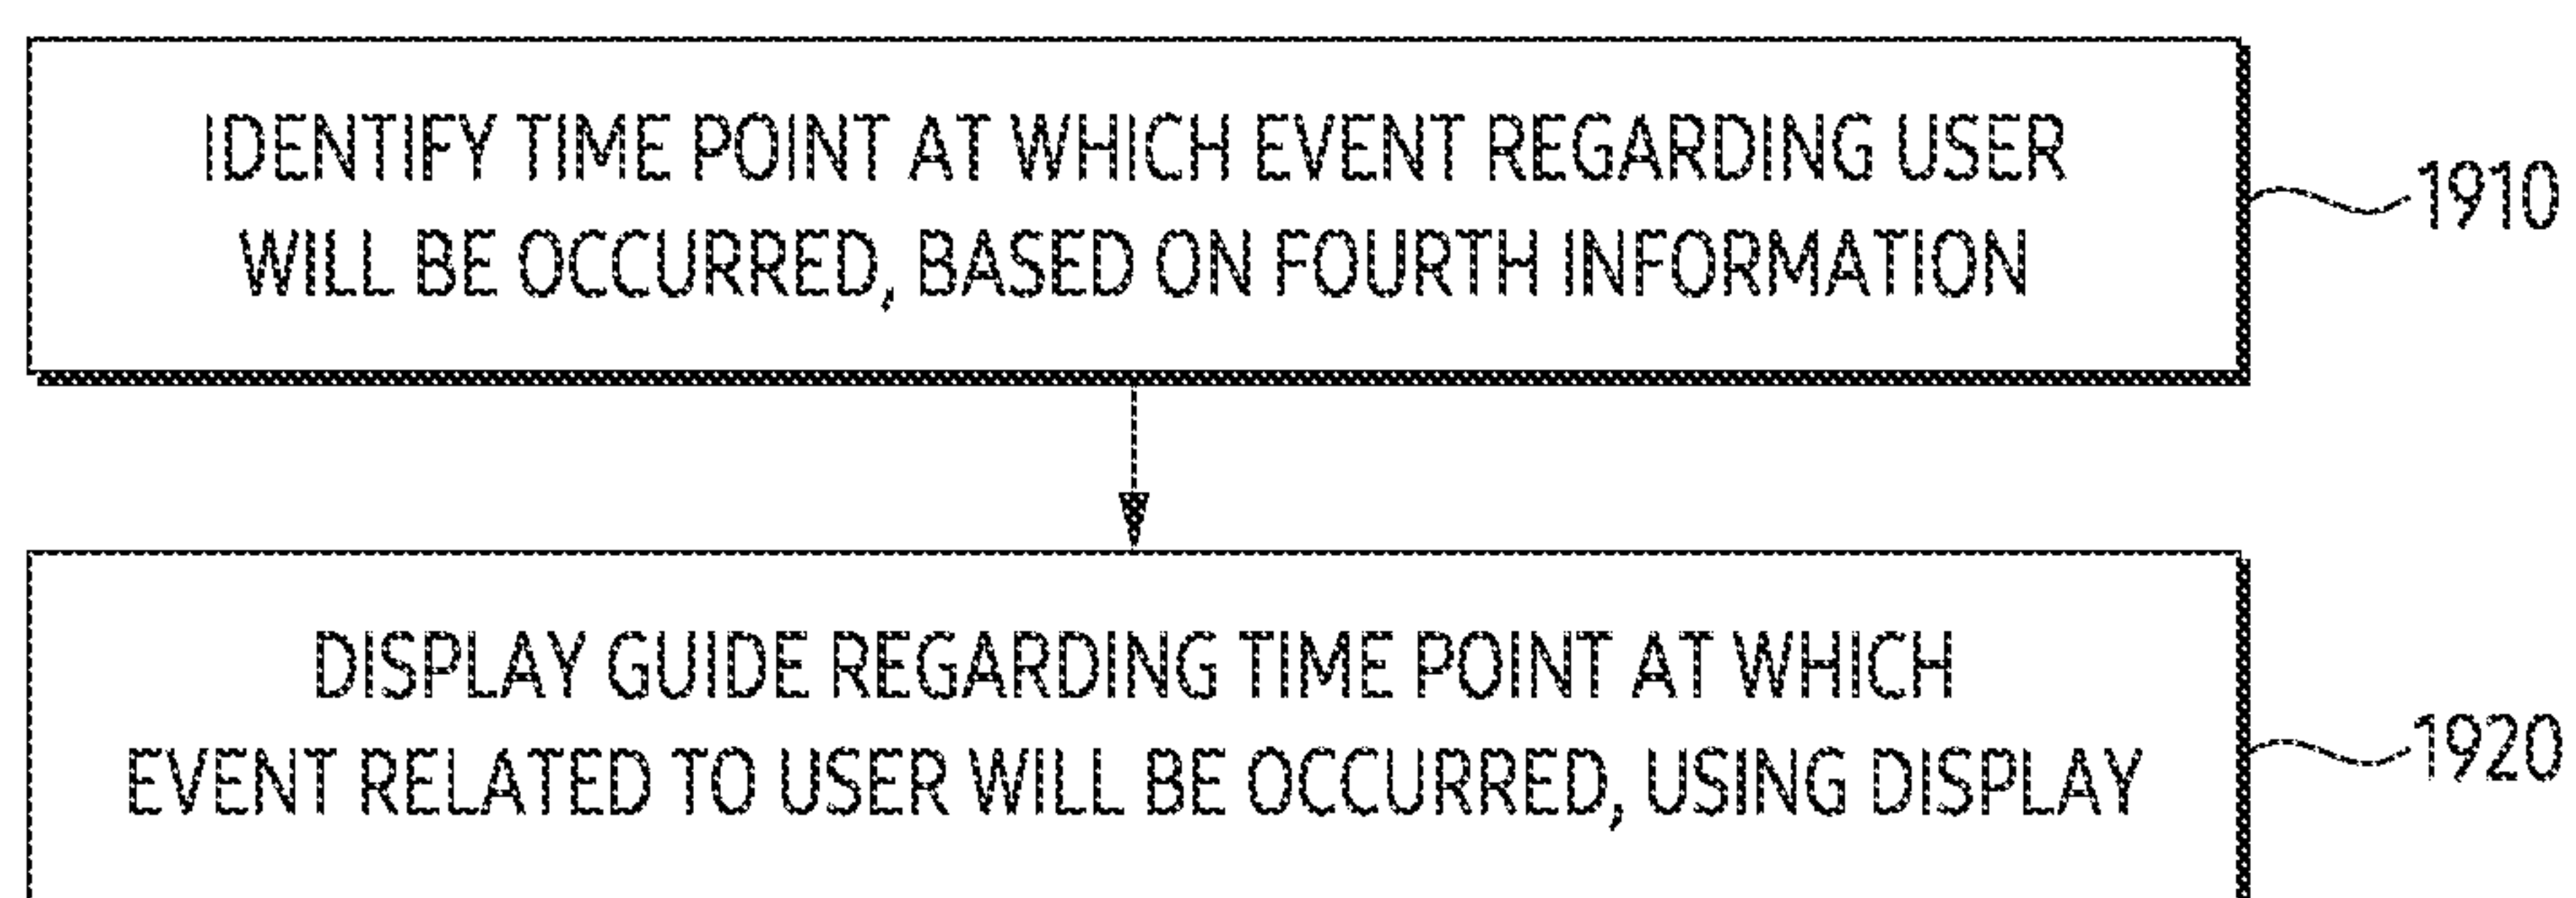 IDENTIFY TIME POINT AT WHICH EVENT REGARDING USER
WILL BE OCCURRED, BASED ON FOURTH INFORMATION
1910
DISPLAY GUIDE REGARDING TIME POINT AT WHICH
EVENT RELATED TO USER WILL BE OCCURRED, USING DISPLAY
1920